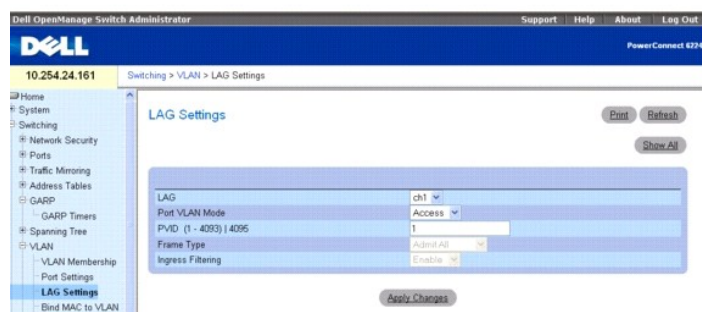 Dell OpenManage Switch Administrator
Support Help About Log Out
DELL
PowerConnect 6224
10.254.24.161
Switching > VLAN > LAG Settings
Home
System
Switching
Network Security
Ports
Traffic Mirroring
Address Tables
GARP
GARP Timers
Spanning Tree
VLAN
VLAN Membership
Port Settings
LAG Settings
Bind MAC to VLAN
LAG Settings
Print Refresh
Show All
LAG ch1
Port VLAN Mode Access
PVID (1 - 4093) | 4095 1
Frame Type Admit All
Ingress Filtering Enable
Apply Changes